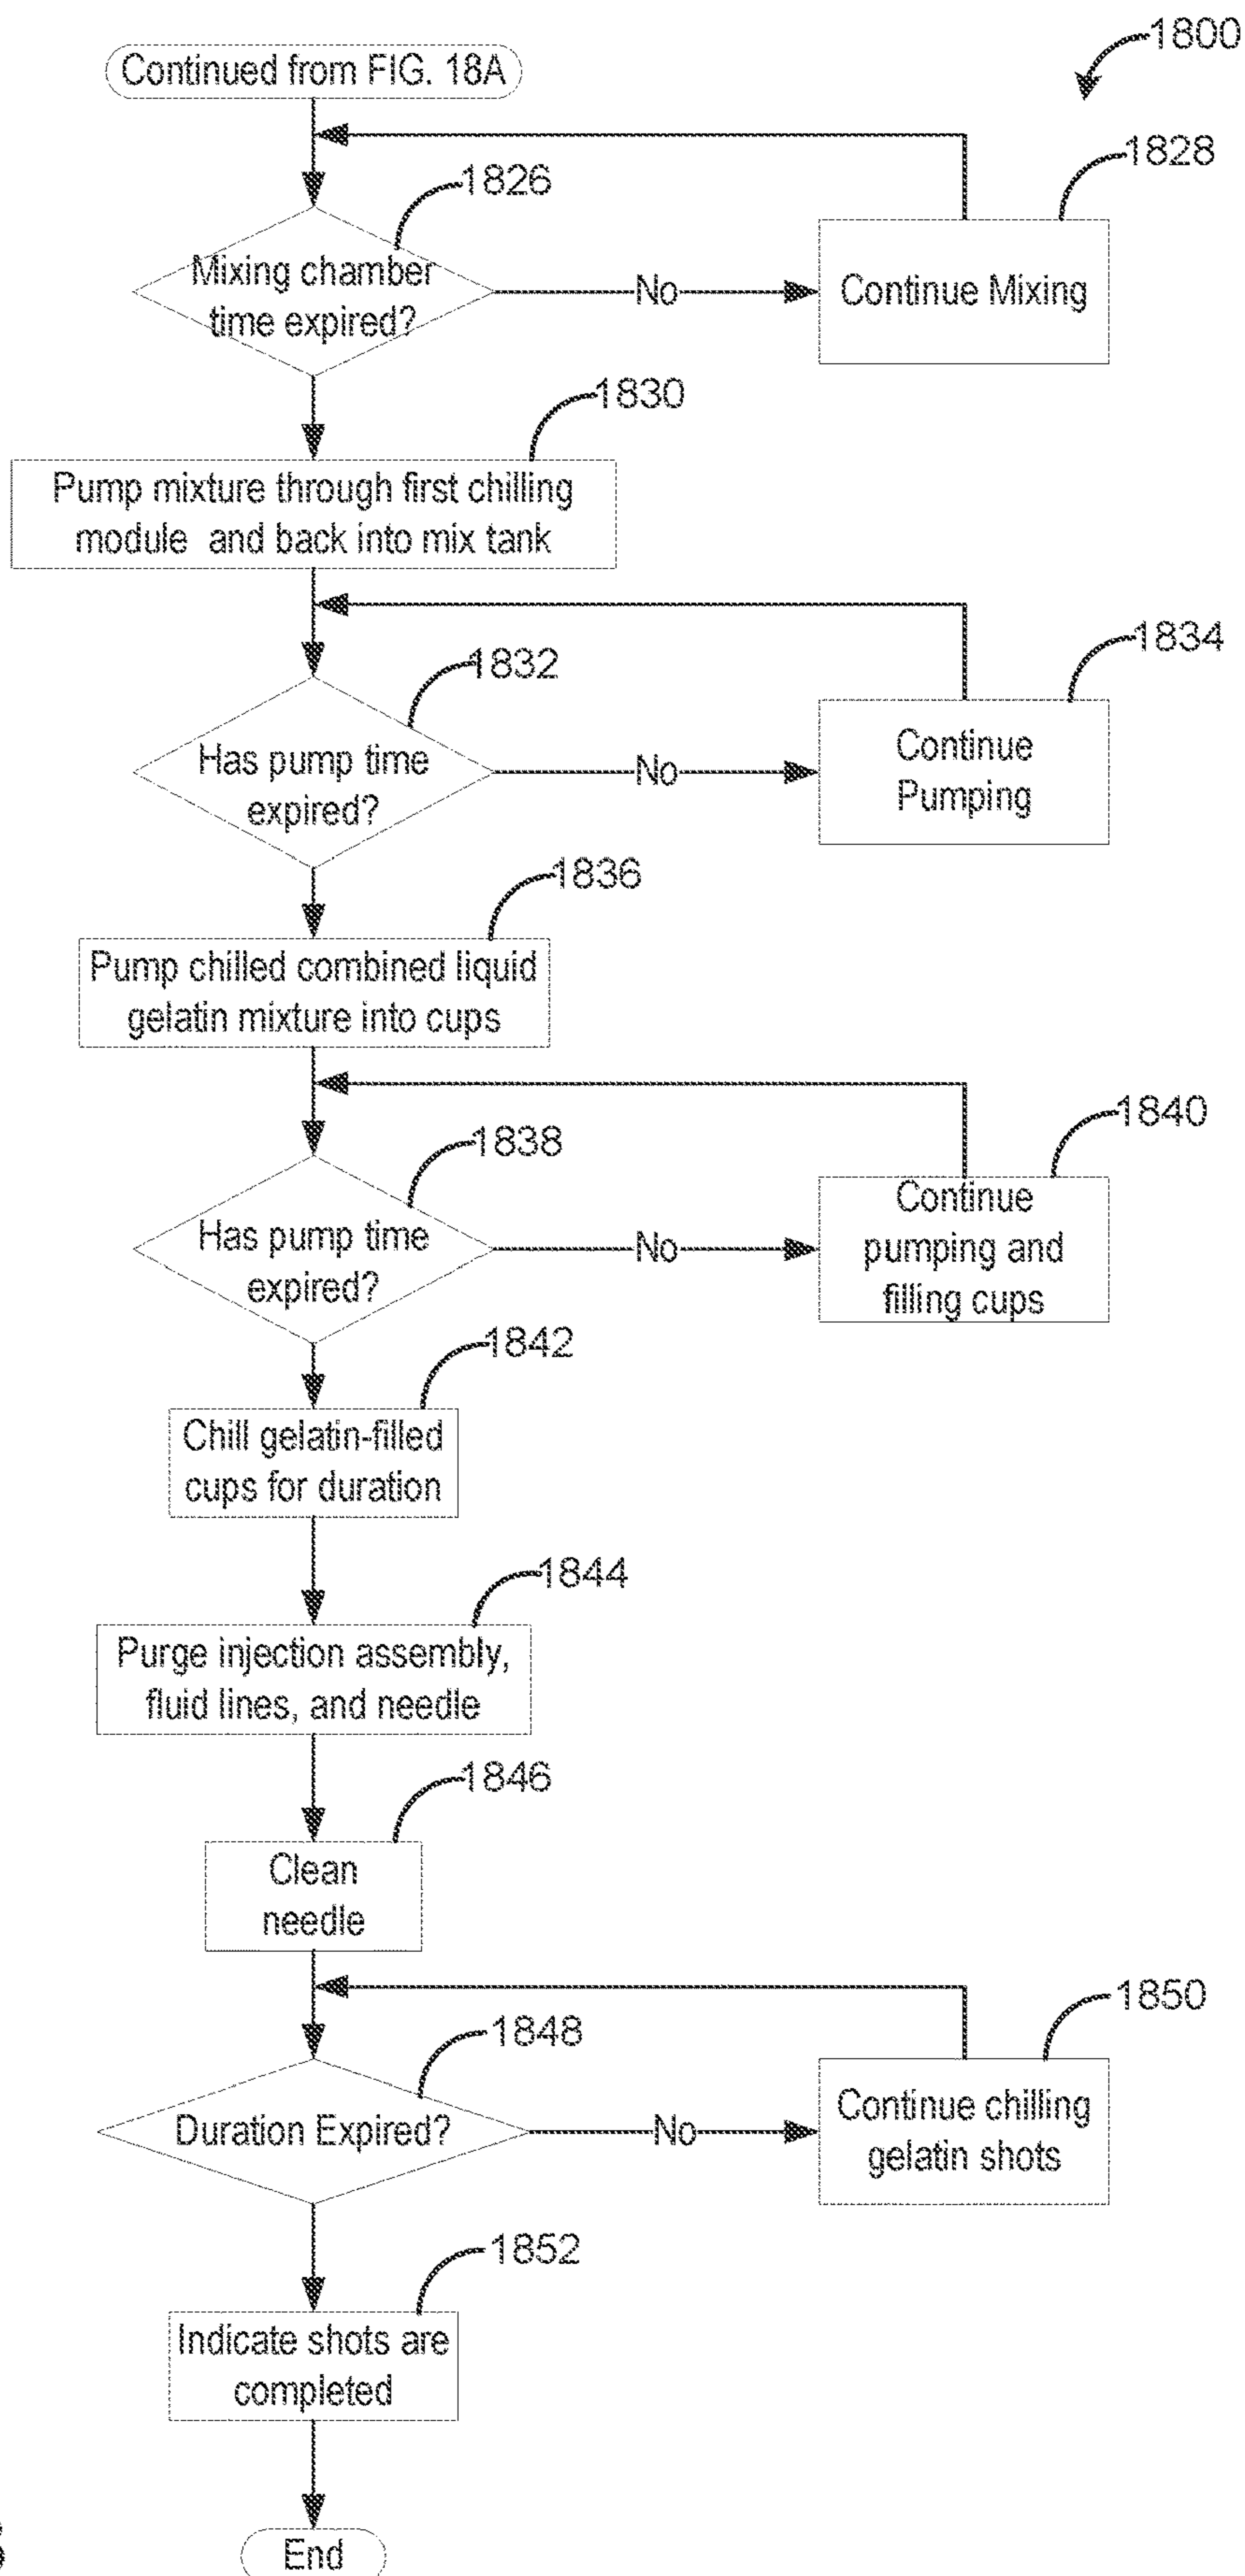 1800
Continued from FIG. 18A
1828
1826
Mixing chamber
time expired?
No
Continue Mixing
1830
Pump mixture through first chilling
module and back into mix tank
1834
1832
Has pump time
expired?
No
Continue
Pumping
1836
Pump chilled combined liquid
gelatin mixture into cups
1840
1838
Has pump time
expired?
No
Continue
pumping and
filling cups
1842
Chill gelatin-filled
cups for duration
1844
Purge injection assembly,
fluid lines, and needle
1846
Clean
needle
1850
1848
Duration Expired?
No
Continue chilling
gelatin shots
1852
Indicate shots are
completed
End